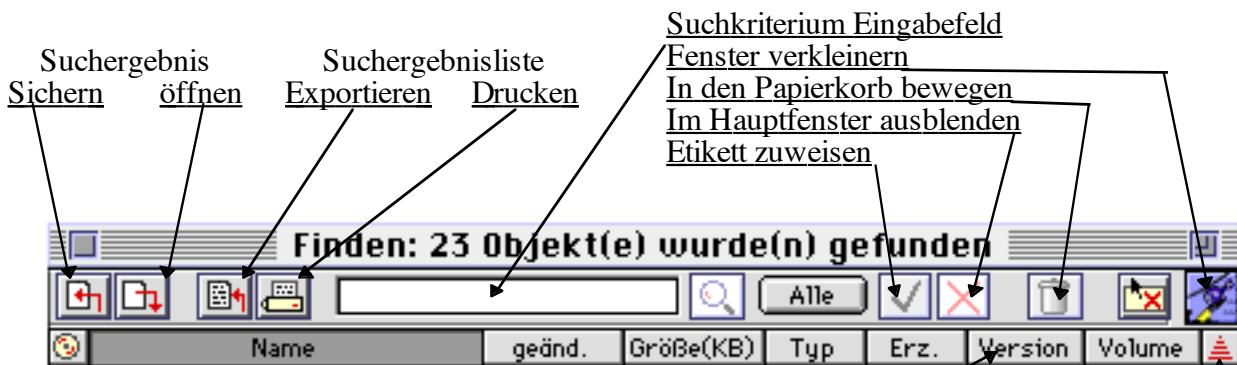 Suchkriterium Eingabefeld
Suchergebnis Suchergebnisliste
Fenster verkleinern
Sichern öffnen Exportieren Drucken
In den Papierkorb bewegen
Im Hauptfenster ausblenden
Etikett zuweisen
Finden: 23 Objekt(e) wurde(n) gefunden
Alle
Name geänd. Größe(KB) Typ Erz. Version Volume